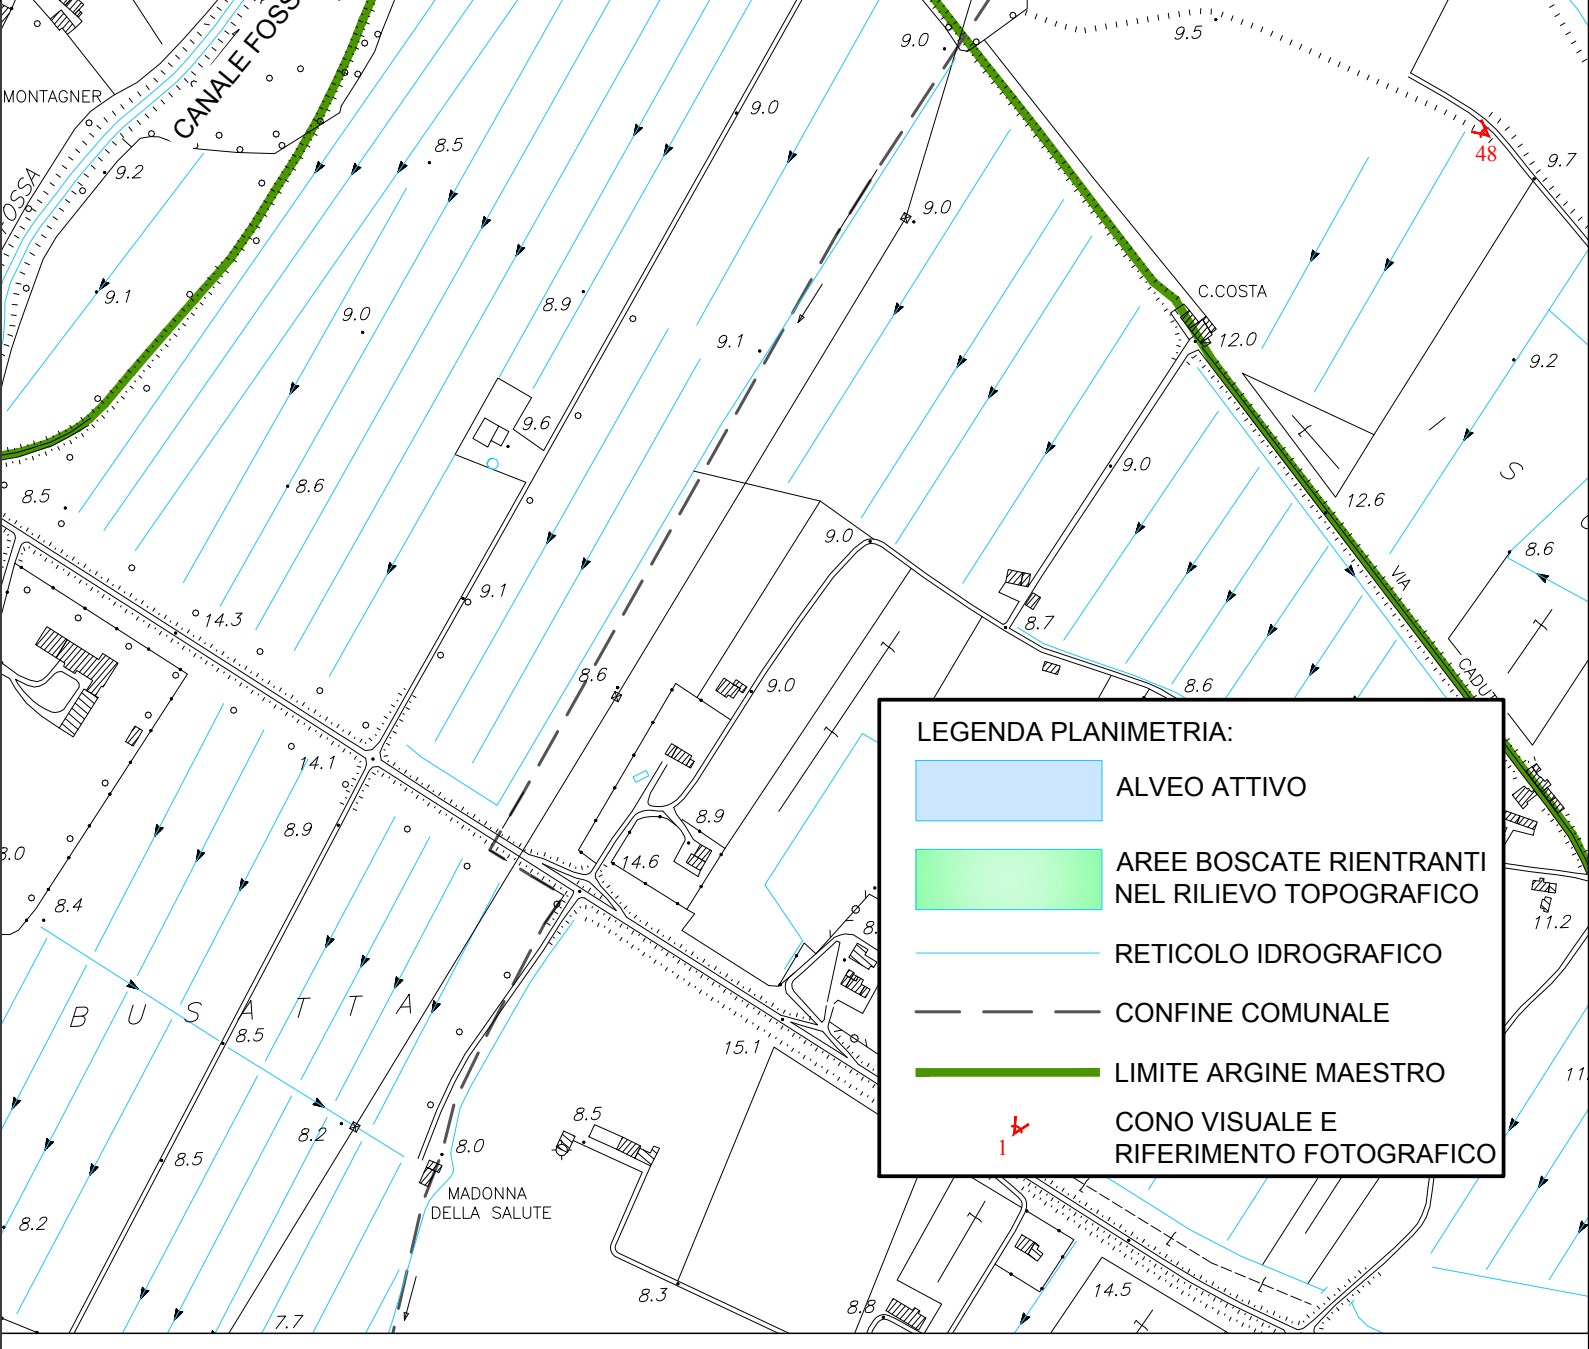 CANALE FOSS
MONTAGNER
OSSA
9.2
9.1
8.5
9.0
9.0
9.5
48
9.7
9.0
9.0
8.9
9.1
C.COSTA
12.0
9.2
9.6
8.6
8.5
9.0
I
S
12.6
9.0
8.6
VIA
9.1
14.3
8.7
CADUT
8.6
9.0
8.6
14.1
8.9
8.9
14.6
8.0
8.4
8.
11.2
B U S A T T A
8.5
15.1
11.
8.2
8.5
8.5
8.0
MADONNA
DELLA SALUTE
8.2
7.7
8.3
8.8
14.5
LEGENDA PLANIMETRIA:
ALVEO ATTIVO
AREE BOSCATE RIENTRANTI
NEL RILIEVO TOPOGRAFICO
RETICOLO IDROGRAFICO
CONFINE COMUNALE
LIMITE ARGINE MAESTRO
1
CONO VISUALE E
RIFERIMENTO FOTOGRAFICO